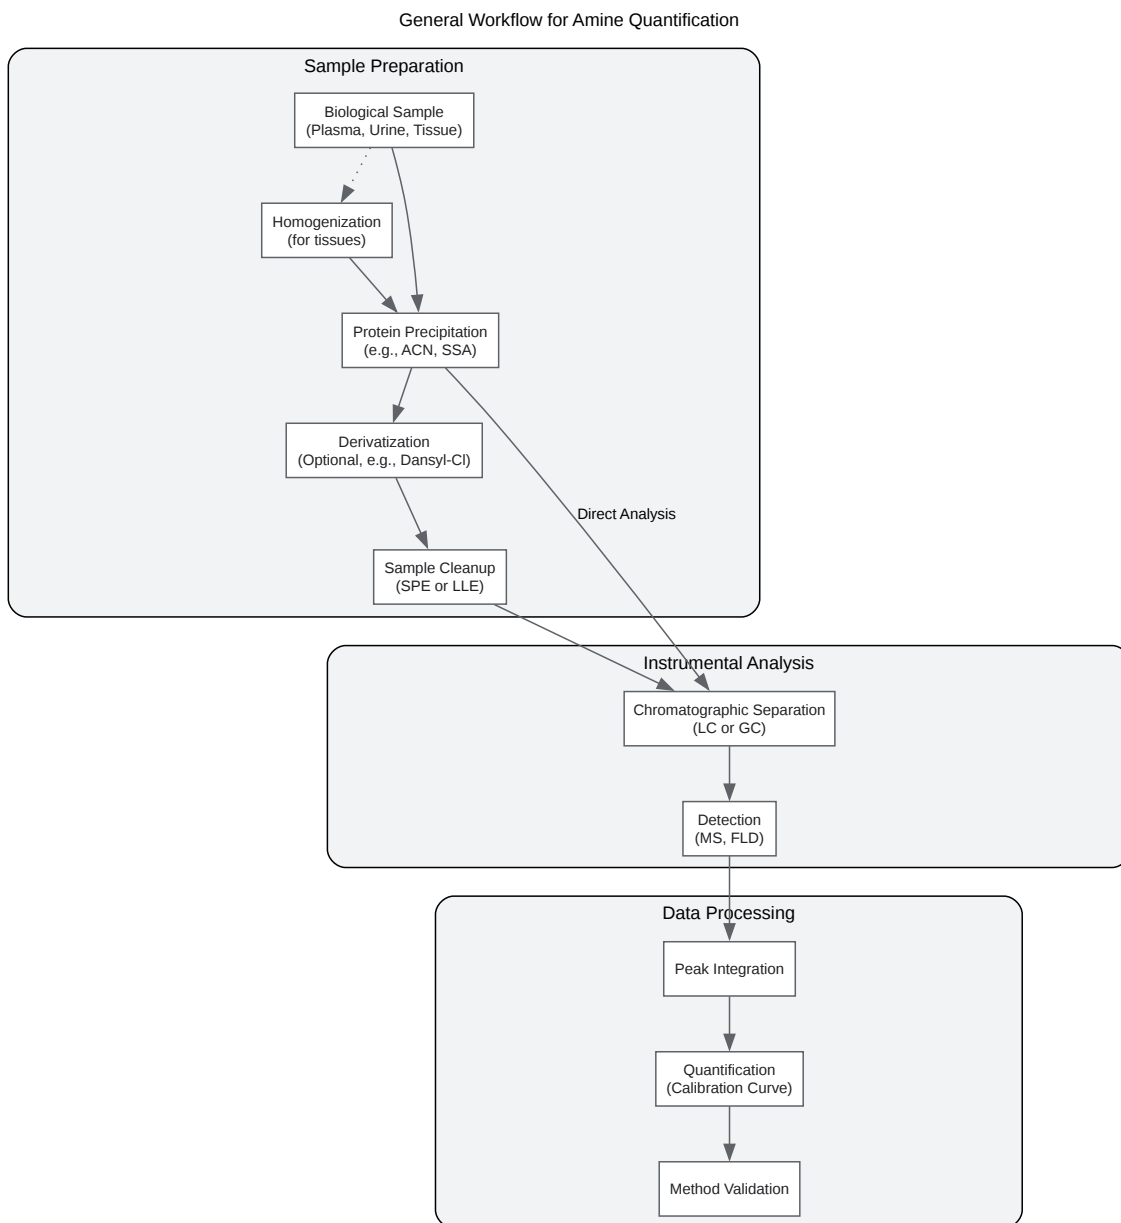 General Workflow for Amine Quantification
Sample Preparation
Biological Sample
(Plasma, Urine, Tissue)
Homogenization
(for tissues)
Protein Precipitation
(e.g., ACN, SSA)
Derivatization
(Optional, e.g., Dansyl-Cl)
Direct Analysis
Sample Cleanup
(SPE or LLE)
Instrumental Analysis
Chromatographic Separation
(LC or GC)
Detection
(MS, FLD)
Data Processing
Peak Integration
Quantification
(Calibration Curve)
Method Validation